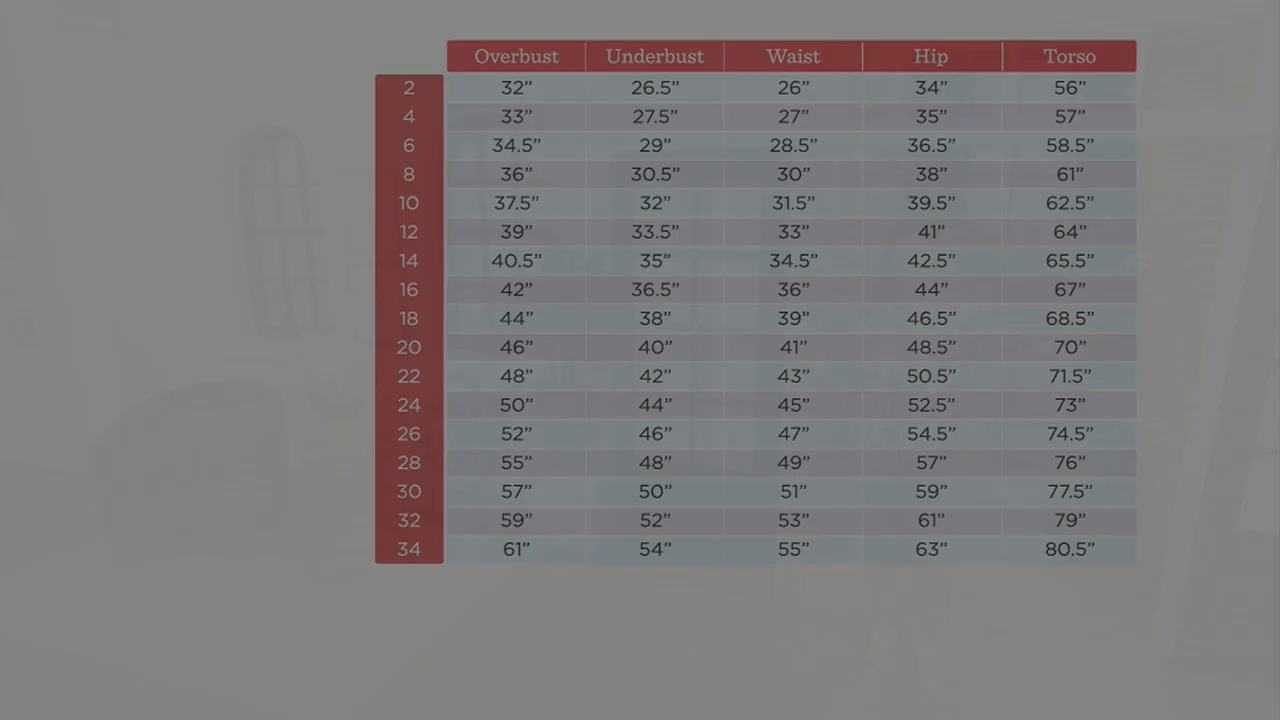 Overbust Underbust Waist Hip Torso
2 32” 26.5” 26” 34” 56”
4 33” 27.5” 27” 35” 57”
6 34.5” 29” 28.5” 36.5” 58.5”
8 36” 30.5” 30” 38” 61”
10 37.5” 32” 31.5” 39.5” 62.5”
12 39” 33.5” 33” 41” 64”
14 40.5” 35” 34.5” 42.5” 65.5”
16 42” 36.5” 36” 44” 67”
18 44” 38” 39” 46.5” 68.5”
20 46” 40” 41” 48.5” 70”
22 48” 42” 43” 50.5” 71.5”
24 50” 44” 45” 52.5” 73”
26 52” 46” 47” 54.5” 74.5”
28 55” 48” 49” 57” 76”
30 57” 50” 51” 59” 77.5”
32 59” 52” 53” 61” 79”
34 61” 54” 55” 63” 80.5”